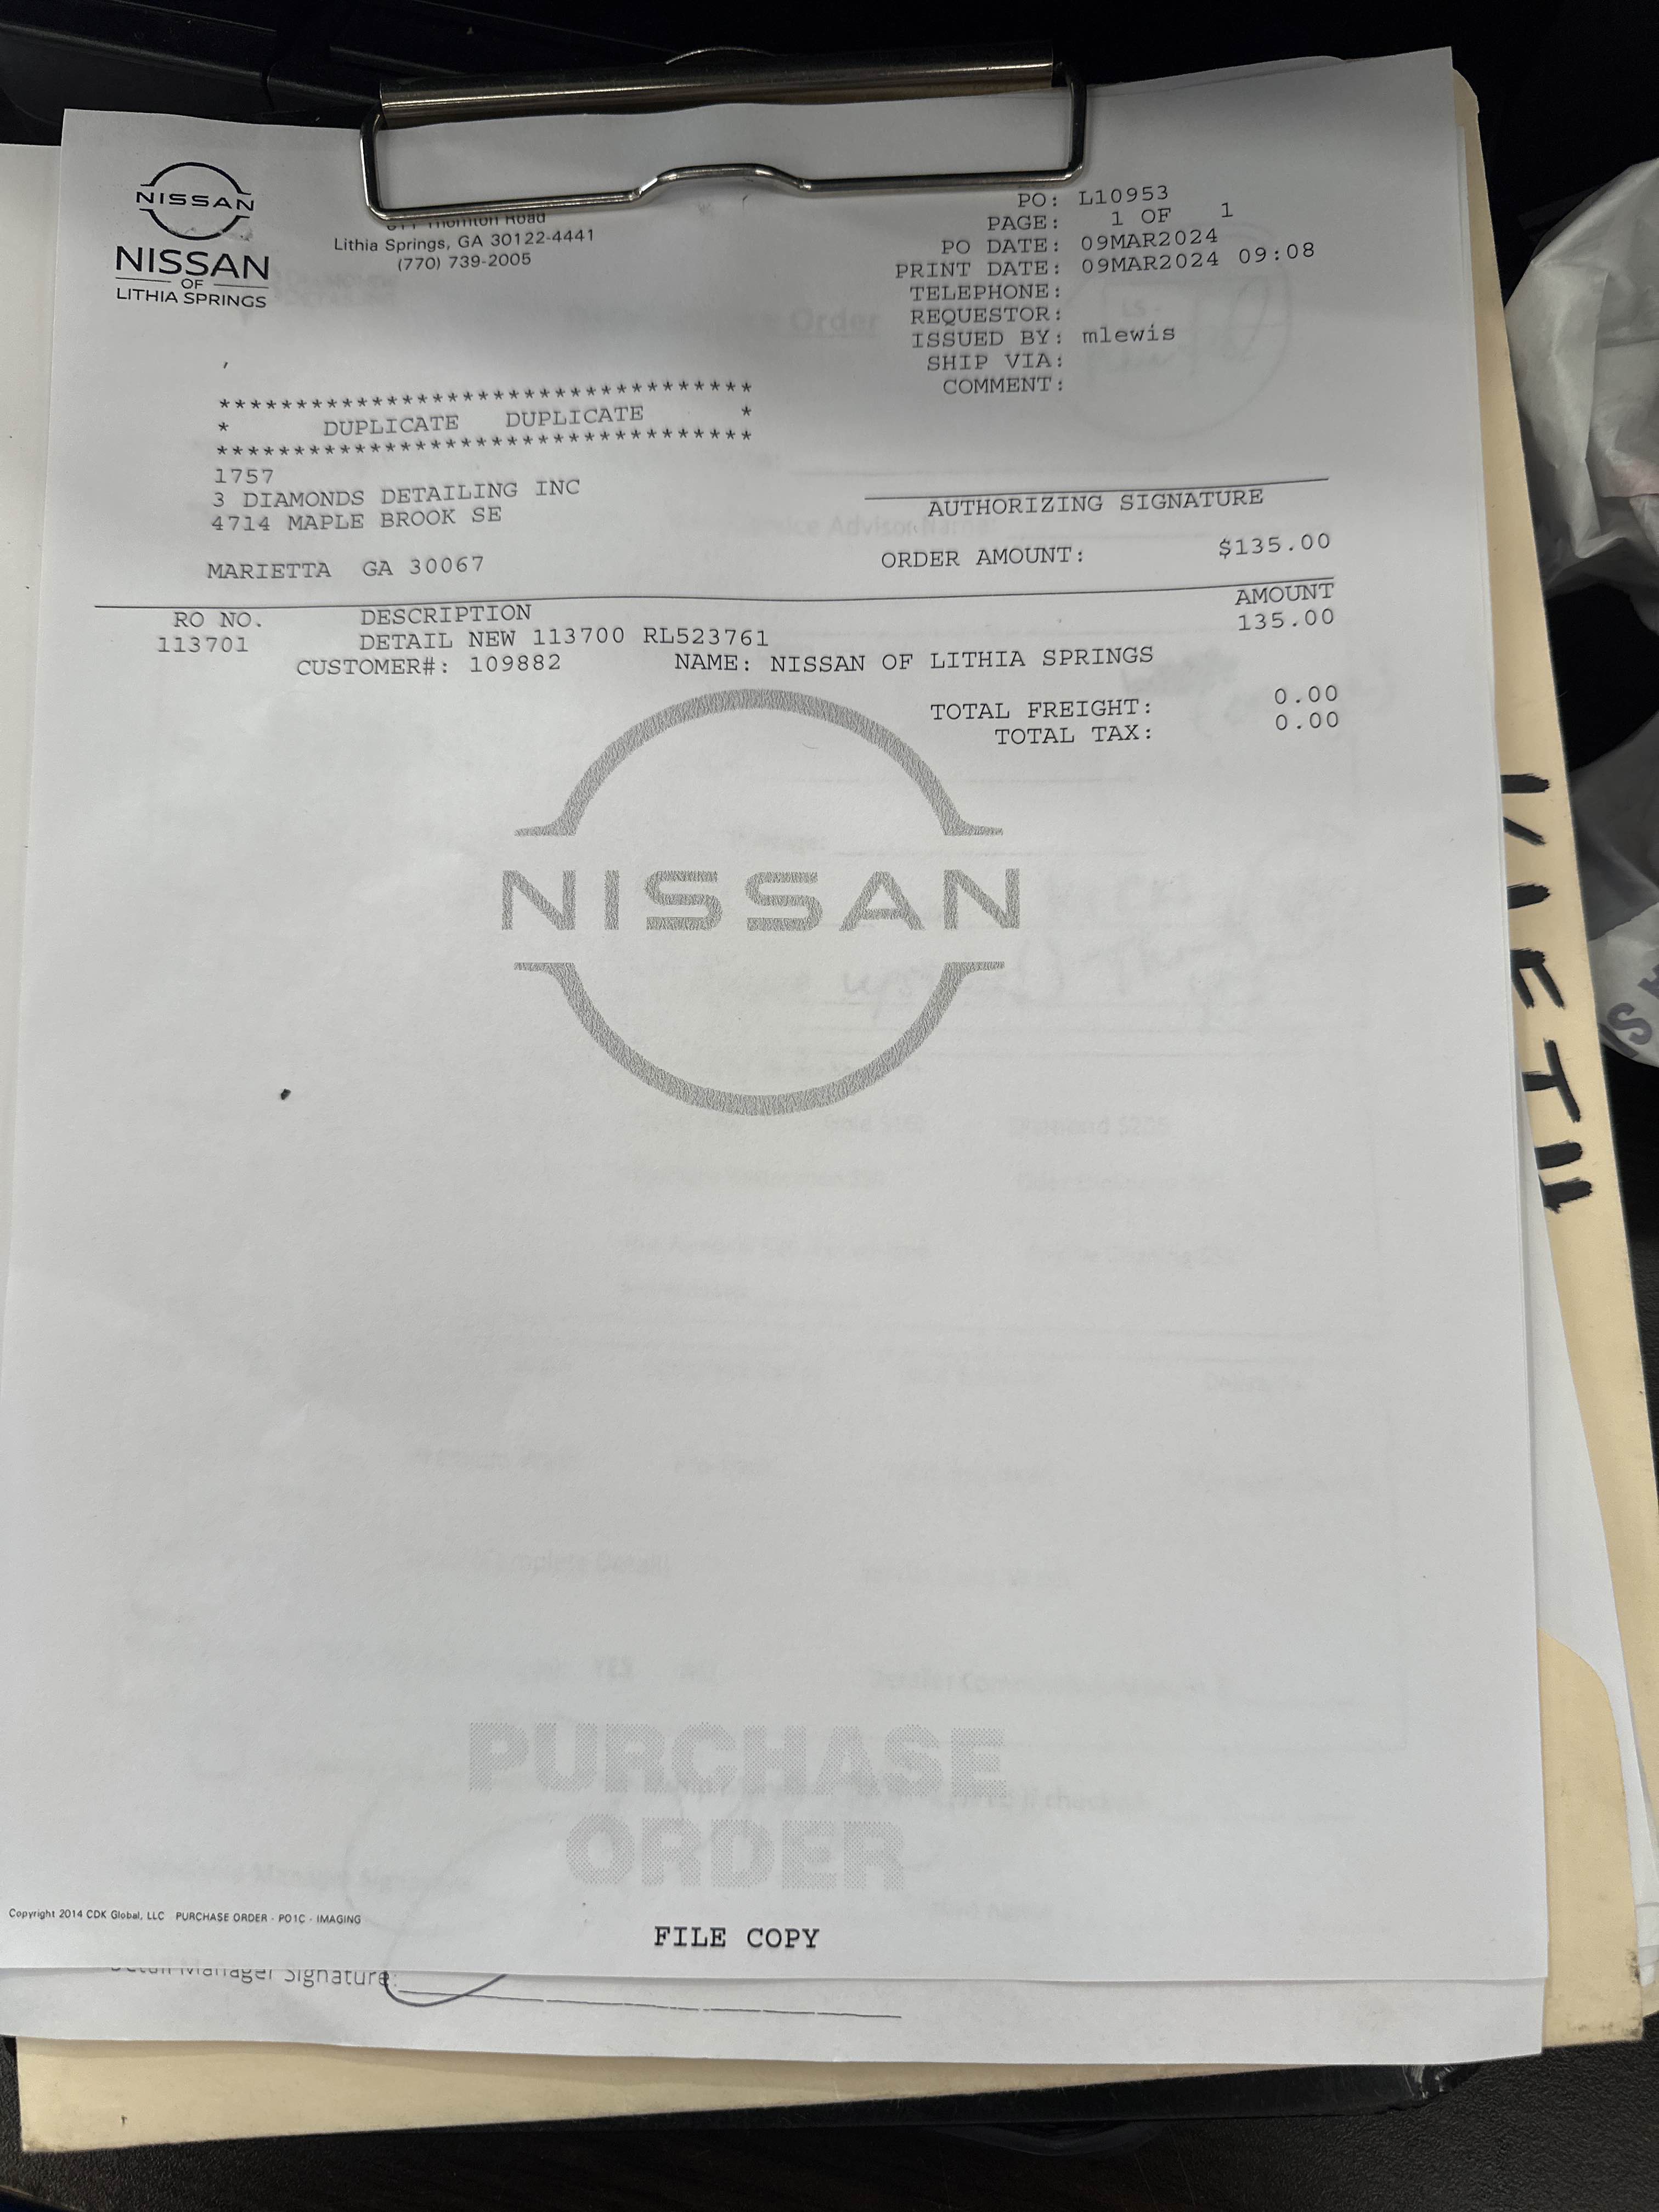 NISSAN
NISSAN
OF
LITHIA SPRINGS
Thornton Road
Lithia Springs, GA 30122-4441
(770) 739-2005
PO: L10953
PAGE: 1 OF 1
PO DATE: 09MAR2024
PRINT DATE: 09MAR2024 09:08
TELEPHONE:
REQUESTOR:
ISSUED BY: mlewis
SHIP VIA:
COMMENT:
***********************************
* DUPLICATE DUPLICATE *
***********************************
1757
3 DIAMONDS DETAILING INC
4714 MAPLE BROOK SE
MARIETTA GA 30067
AUTHORIZING SIGNATURE
ORDER AMOUNT: $135.00
RO NO. DESCRIPTION AMOUNT
113701 DETAIL NEW 113700 RL523761 135.00
CUSTOMER#: 109882 NAME: NISSAN OF LITHIA SPRINGS
TOTAL FREIGHT: 0.00
TOTAL TAX: 0.00
NISSAN
PURCHASE
ORDER
Copyright 2014 CDK Global, LLC PURCHASE ORDER - PO1C - IMAGING
FILE COPY
Manager Signature: